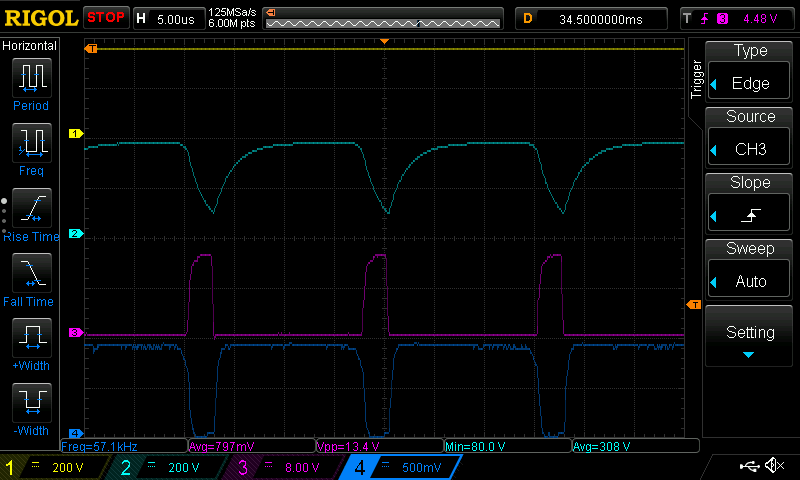 RIGOL STOP H 5.00us 125MSa/s 6.00M pts D 34.5000000ms T 3 4.48 V
Horizontal
Period
Freq
Rise Time
Fall Time
+Width
-Width
T
1
2
3
4
T
Freq=57.1kHz Avg=797mV Vpp=13.4 V Min=80.0 V Avg=308 V
1 200 V 2 200 V 3 8.00 V 4 500mV
Trigger
Type
Edge
Source
CH3
Slope
Sweep
Auto
Setting